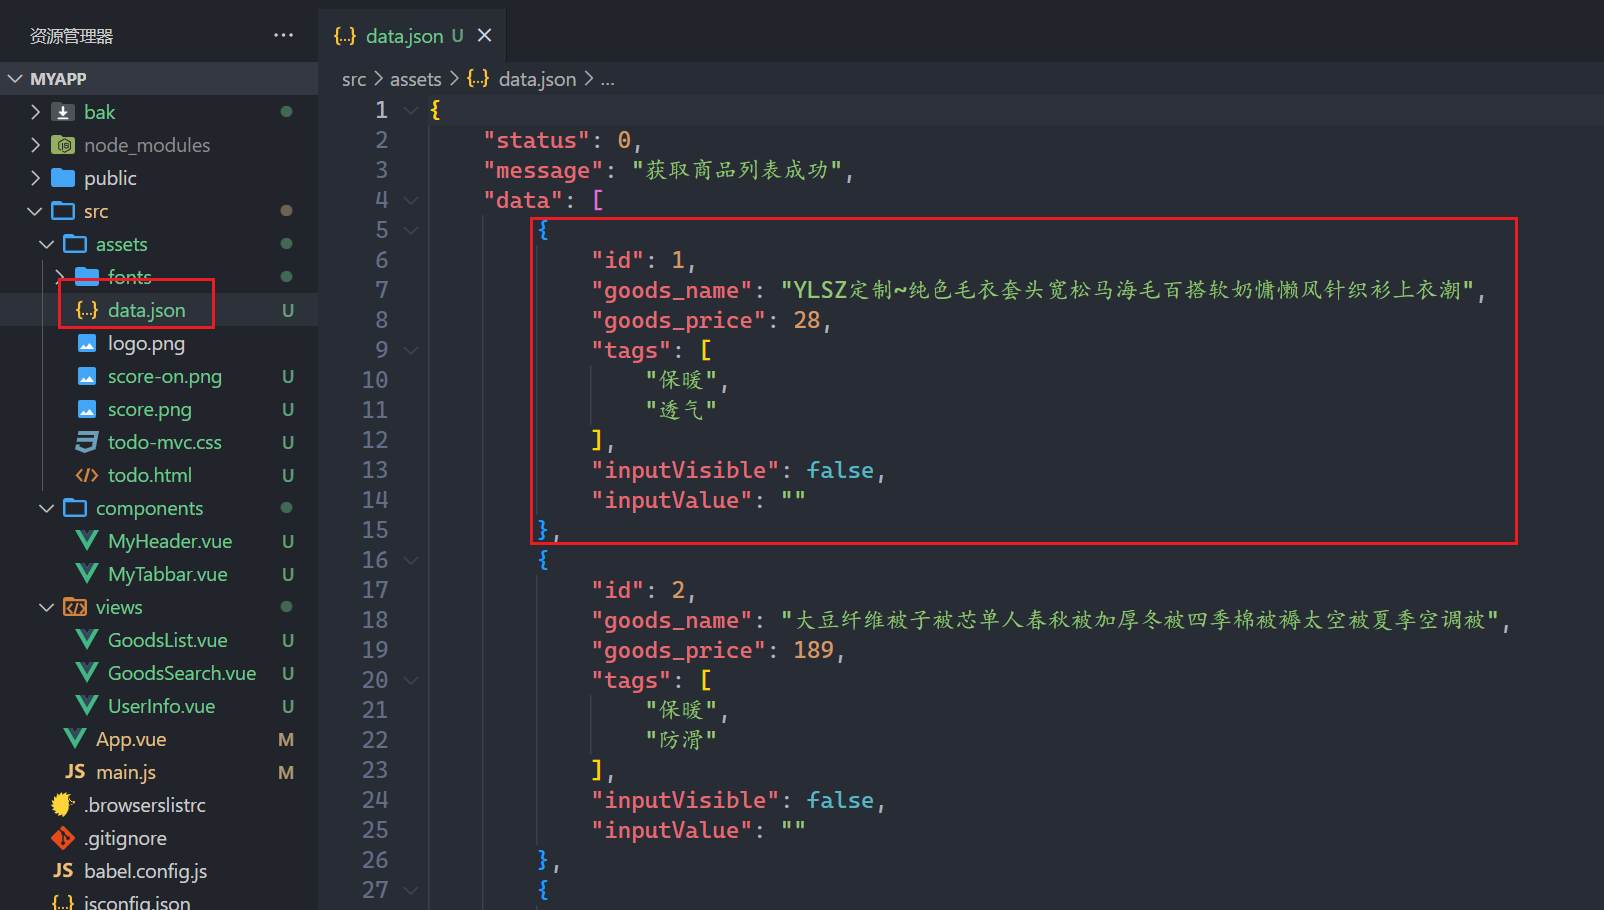 资源管理器 ···
MYAPP
bak
node_modules
public
src
assets
fonts
data.json U
logo.png
score-on.png U
score.png U
todo-mvc.css U
todo.html U
components
MyHeader.vue U
MyTabbar.vue U
views
GoodsList.vue U
GoodsSearch.vue U
UserInfo.vue U
App.vue M
JS main.js M
.browserslistrc
.gitignore
JS babel.config.js
{..} jsconfig.json
{..} data.json U ×
src > assets > {..} data.json > ...
1 {
2 "status": 0,
3 "message": "获取商品列表成功",
4 "data": [
5 {
6 "id": 1,
7 "goods_name": "YLSZ定制~纯色毛衣套头宽松马海毛百搭软奶慵懒风针织衫上衣潮",
8 "goods_price": 28,
9 "tags": [
10 "保暖",
11 "透气"
12 ],
13 "inputVisible": false,
14 "inputValue": ""
15 },
16 {
17 "id": 2,
18 "goods_name": "大豆纤维被子被芯单人春秋被加厚冬被四季棉被褥太空被夏季空调被",
19 "goods_price": 189,
20 "tags": [
21 "保暖",
22 "防滑"
23 ],
24 "inputVisible": false,
25 "inputValue": ""
26 },
27 {